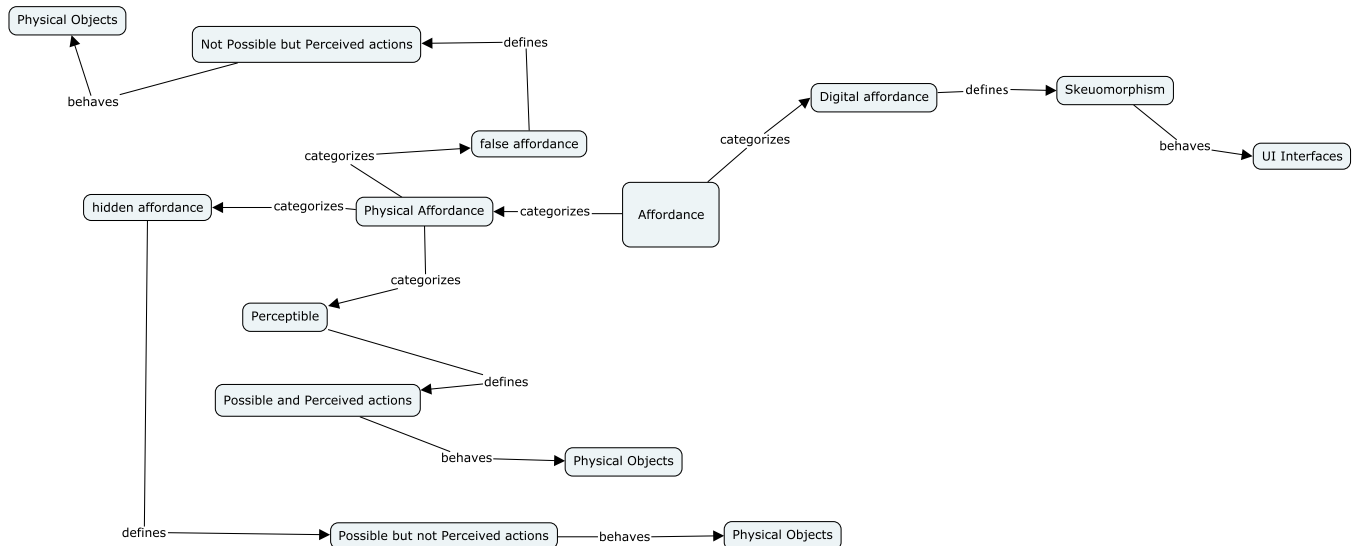 Physical Objects
Not Possible but Perceived actions
defines
behaves
Digital affordance
defines
Skeuomorphism
categorizes
behaves
UI Interfaces
false affordance
categorizes
hidden affordance
categorizes
Physical Affordance
categorizes
Affordance
categorizes
Perceptible
defines
Possible and Perceived actions
behaves
Physical Objects
defines
Possible but not Perceived actions
behaves
Physical Objects